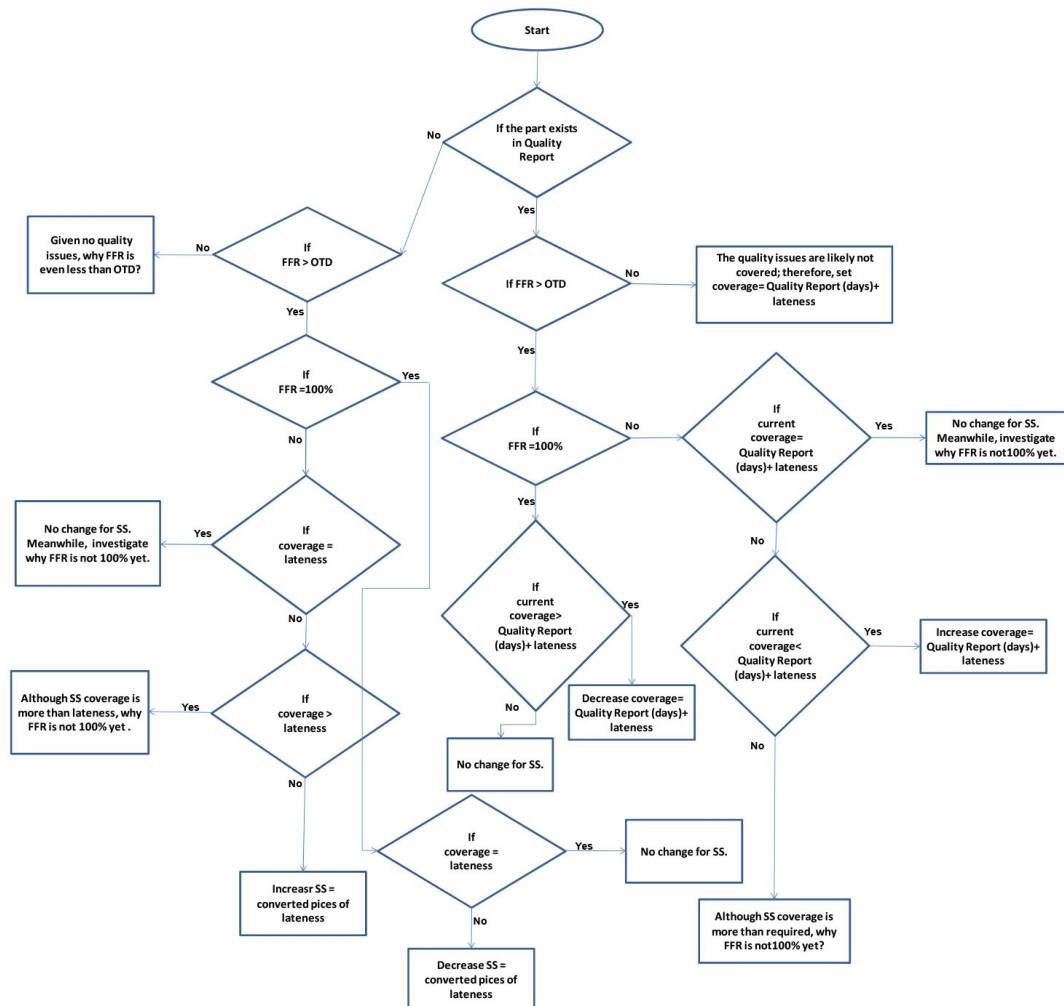 Start
No
If the part exists
in Quality
Report
Yes
Given no quality
issues, why FFR is
even less than OTD?
No
If
FFR > OTD
Yes
If FFR > OTD
No
The quality issues are likely not
covered; therefore, set
coverage= Quality Report (days)+
lateness
Yes
If
FFR =100%
Yes
No
If
FFR =100%
No
Yes
If
current
coverage=
Quality Report
(days)+ lateness
Yes
No change for SS.
Meanwhile, investigate
why FFR is not100% yet.
No
No change for SS.
Meanwhile, investigate
why FFR is not 100% yet.
Yes
If
coverage =
lateness
No
If
current
coverage>
Quality Report
(days)+ lateness
Yes
No
Decrease coverage=
Quality Report (days)+
lateness
No change for SS.
If
current
coverage<
Quality Report
(days)+ lateness
Yes
Increase coverage=
Quality Report (days)+
lateness
No
Although SS coverage is
more than lateness, why
FFR is not 100% yet .
Yes
If
coverage >
lateness
No
Increasr SS =
converted pices of
lateness
If
coverage =
lateness
Yes
No change for SS.
No
Decrease SS =
converted pices of
lateness
Although SS coverage is
more than required, why
FFR is not100% yet?